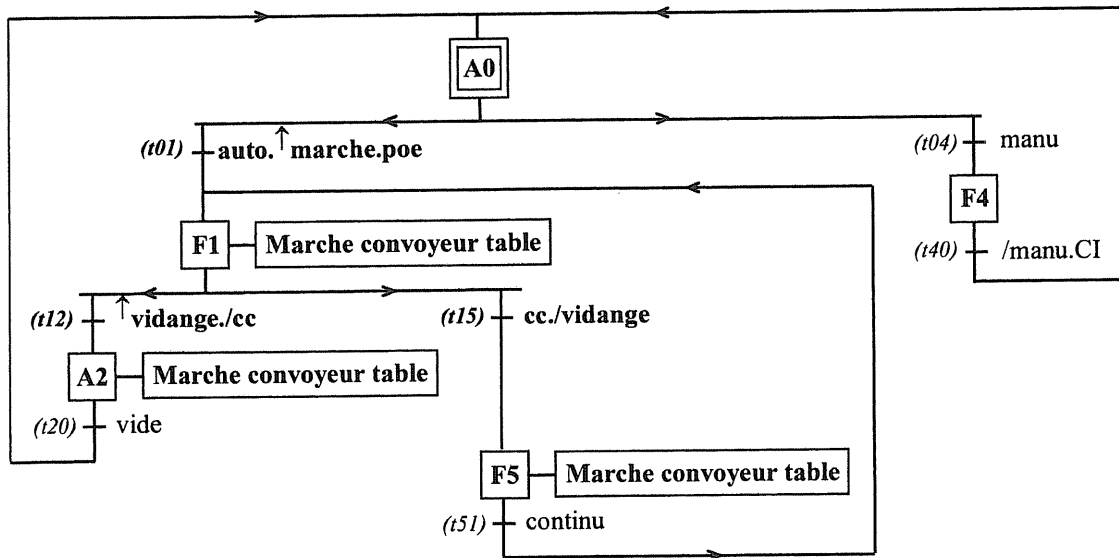 A0
(t01) auto.↑marche.poe
(t04) manu
F1 Marche convoyeur table
F4
(t40) /manu.CI
(t12) ↑vidange./cc
(t15) cc./vidange
A2 Marche convoyeur table
(t20) vide
F5 Marche convoyeur table
(t51) continu